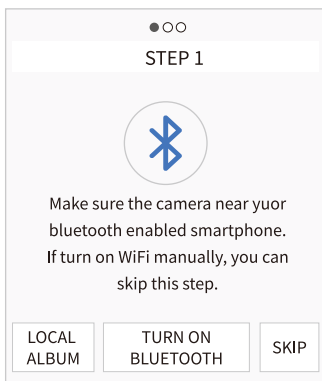 STEP 1
Make sure the camera near yuor
bluetooth enabled smartphone.
If turn on WiFi manually, you can
skip this step.
LOCAL
ALBUM
TURN ON
BLUETOOTH
SKIP